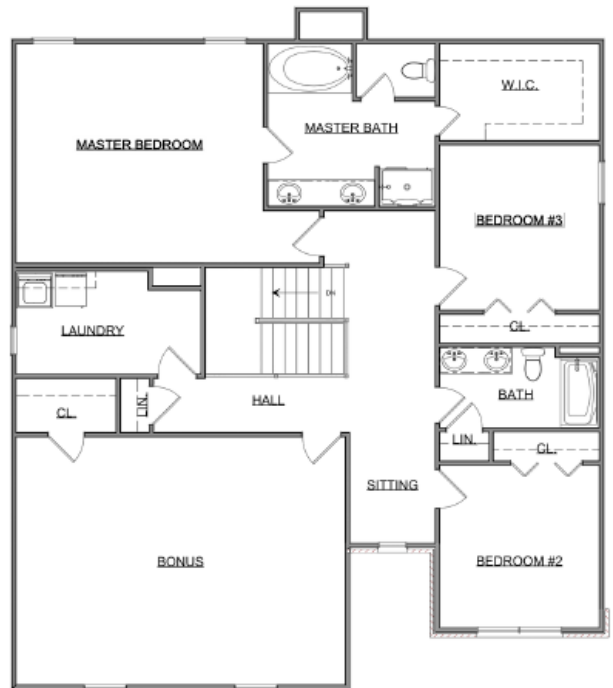 W.I.C.
MASTER BATH
MASTER BEDROOM
BEDROOM #3
DN
CL.
LAUNDRY
BATH
HALL
LIN.
CL.
LIN.
CL.
SITTING
BONUS
BEDROOM #2